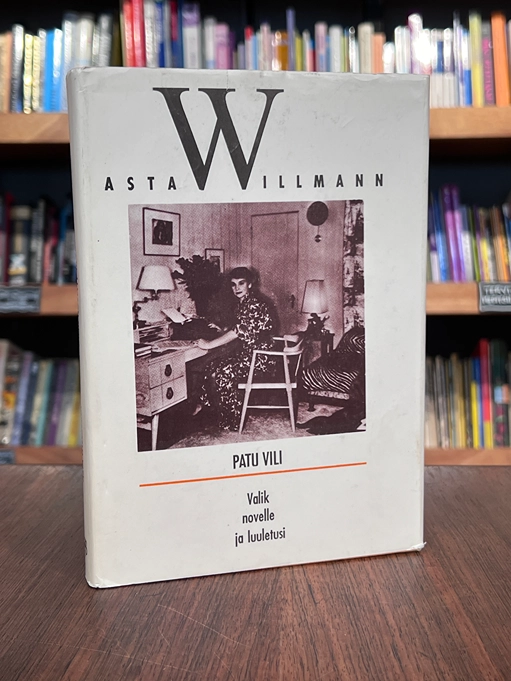 ASTA WILLMANN
PATU VILI
Valik
novelle
ja luuletusi